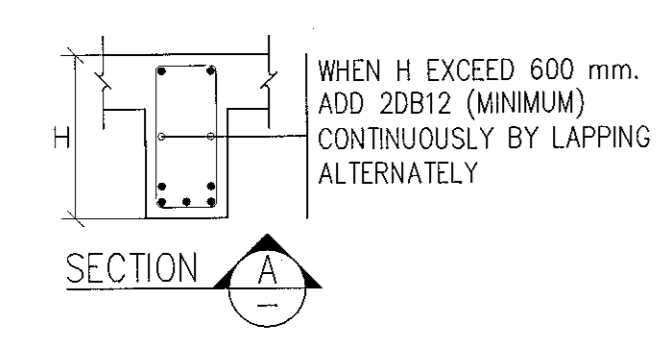 WHEN H EXCEED 600 mm.
ADD 2DB12 (MINIMUM)
H
CONTINUOUSLY BY LAPPING
ALTERNATELY
SECTION A